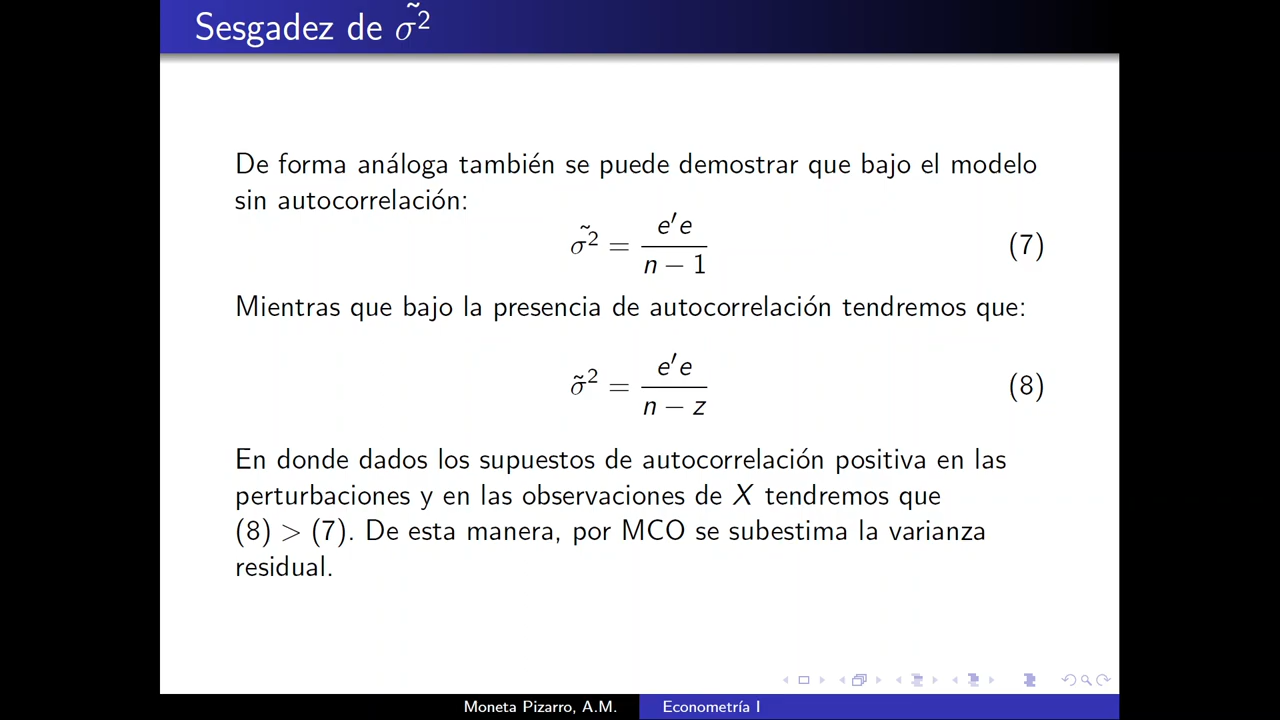 Sesgadez de σ̃²
De forma análoga también se puede demostrar que bajo el modelo
sin autocorrelación:
σ̃² = e′e / (n − 1) (7)
Mientras que bajo la presencia de autocorrelación tendremos que:
σ̃² = e′e / (n − z) (8)
En donde dados los supuestos de autocorrelación positiva en las
perturbaciones y en las observaciones de X tendremos que
(8) > (7). De esta manera, por MCO se subestima la varianza
residual.
Moneta Pizarro, A.M. Econometría I